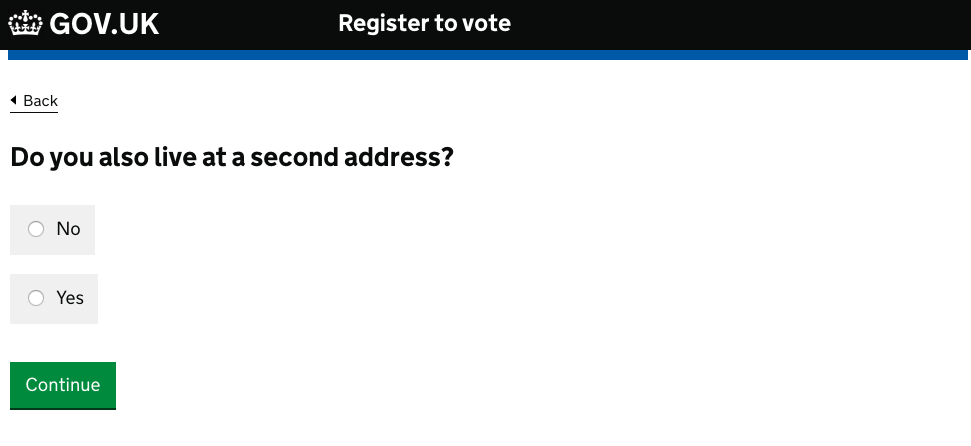 GOV.UK Register to vote
Back
Do you also live at a second address?
No
Yes
Continue